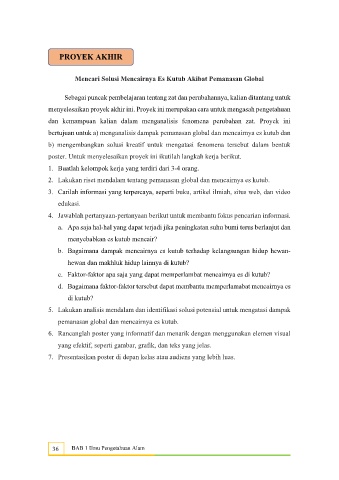 PROYEK AKHIR
Mencari Solusi Mencairnya Es Kutub Akibat Pemanasan Global
Sebagai puncak pembelajaran tentang zat dan perubahannya, kalian ditantang untuk
menyelesaikan proyek akhir ini. Proyek ini merupakan cara untuk mengasah pengetahuan
dan kemampuan kalian dalam menganalisis fenomena perubahan zat. Proyek ini
bertujuan untuk a) menganalisis dampak pemanasan global dan mencairnya es kutub dan
b) mengembangkan solusi kreatif untuk mengatasi fenomena tersebut dalam bentuk
poster. Untuk menyelesaikan proyek ini ikutilah langkah kerja berikut.
1. Buatlah kelompok kerja yang terdiri dari 3-4 orang.
2. Lakukan riset mendalam tentang pemanasan global dan mencairnya es kutub.
3. Carilah informasi yang terpercaya, seperti buku, artikel ilmiah, situs web, dan video
edukasi.
4. Jawablah pertanyaan-pertanyaan berikut untuk membantu fokus pencarian informasi.
a. Apa saja hal-hal yang dapat terjadi jika peningkatan suhu bumi terus berlanjut dan
menyebabkan es kutub mencair?
b. Bagaimana dampak mencairnya es kutub terhadap kelangsungan hidup hewan-
hewan dan makhluk hidup lainnya di kutub?
c. Faktor-faktor apa saja yang dapat memperlambat mencairnya es di kutub?
d. Bagaimana faktor-faktor tersebut dapat membantu memperlambat mencairnya es
di kutub?
5. Lakukan analisis mendalam dan identifikasi solusi potensial untuk mengatasi dampak
pemanasan global dan mencairnya es kutub.
6. Rancanglah poster yang informatif dan menarik dengan menggunakan elemen visual
yang efektif, seperti gambar, grafik, dan teks yang jelas.
7. Presentasikan poster di depan kelas atau audiens yang lebih luas.
36 BAB 1 Ilmu Pengetahuan Alam